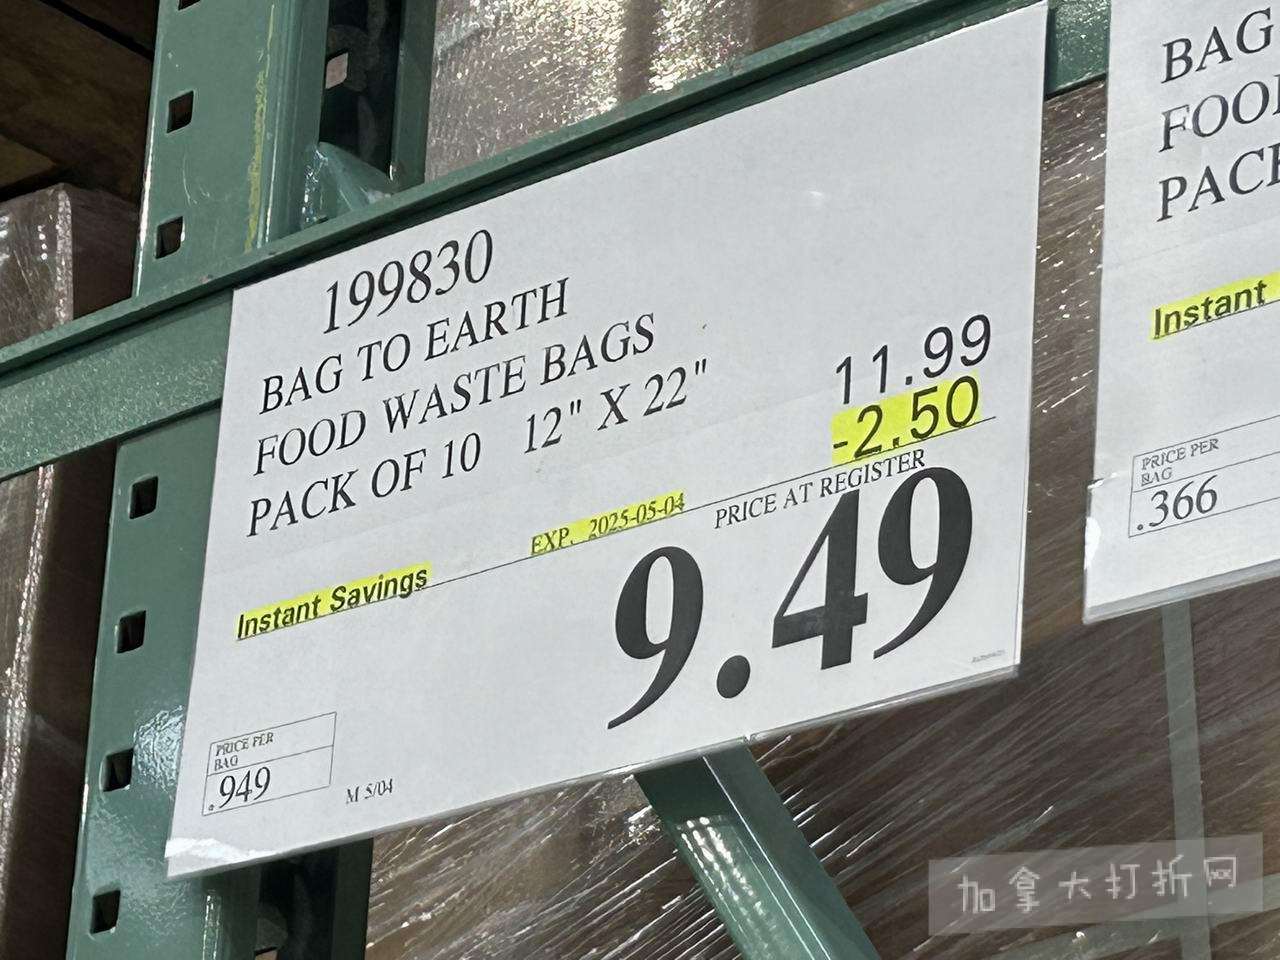 199830
BAG TO EARTH
FOOD WASTE BAGS
PACK OF 10 12" X 22"
11.99
-2.50
EXP. 2025-05-04
PRICE AT REGISTER
Instant Savings
9.49
PRICE PER
BAG
.949
M 5/04
BAG
FOO
PAC
Instant
PRICE PER
BAG
.366
加拿大打折网